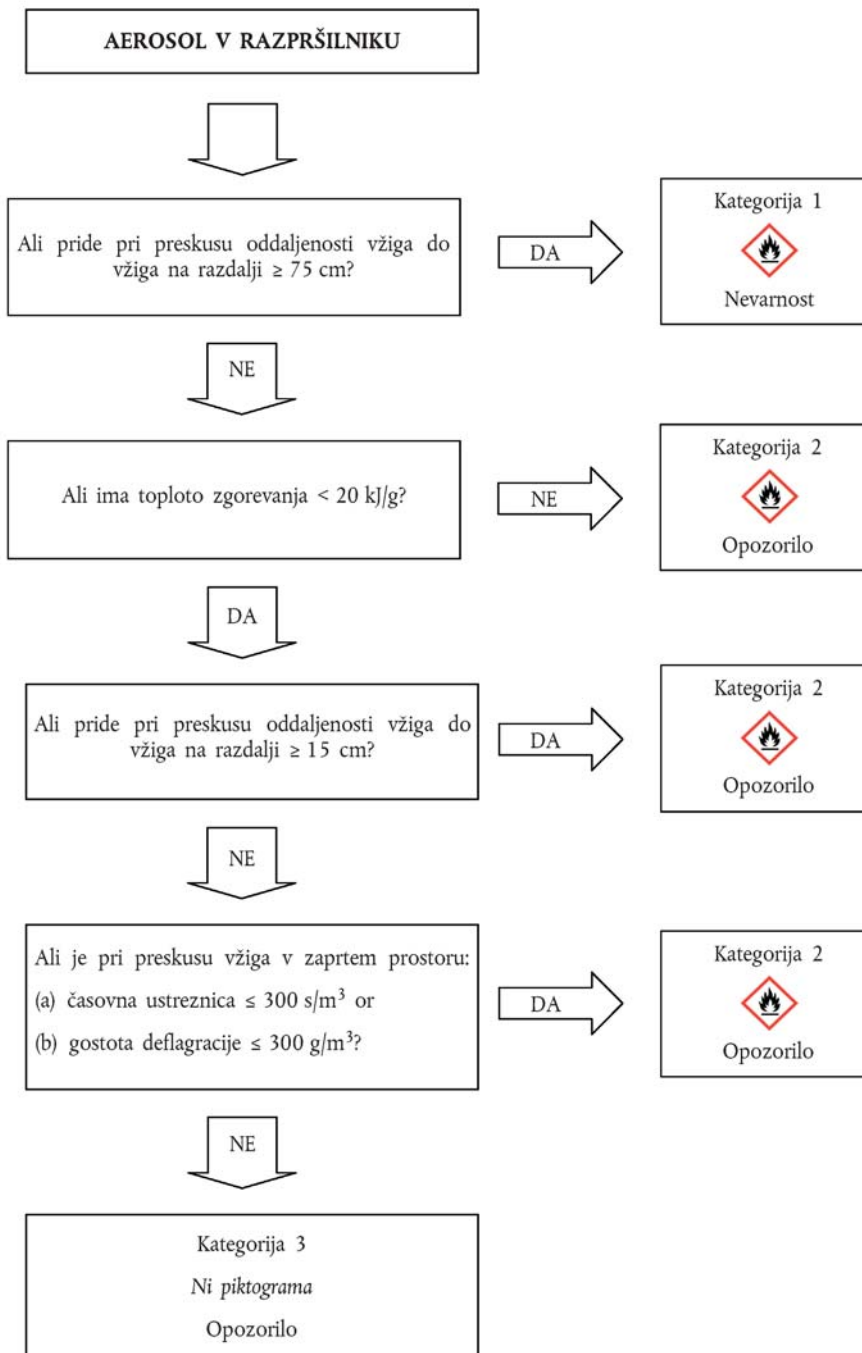 AEROSOL V RAZPRŠILNIKU
Ali pride pri preskusu oddaljenosti vžiga do
vžiga na razdalji ≥ 75 cm?
DA
Kategorija 1
Nevarnost
NE
Ali ima toploto zgorevanja < 20 kJ/g?
NE
Kategorija 2
Opozorilo
DA
Ali pride pri preskusu oddaljenosti vžiga do
vžiga na razdalji ≥ 15 cm?
DA
Kategorija 2
Opozorilo
NE
Ali je pri preskusu vžiga v zaprtem prostoru:
(a) časovna ustreznica ≤ 300 s/m³ or
(b) gostota deflagracije ≤ 300 g/m³?
DA
Kategorija 2
Opozorilo
NE
Kategorija 3
Ni piktograma
Opozorilo